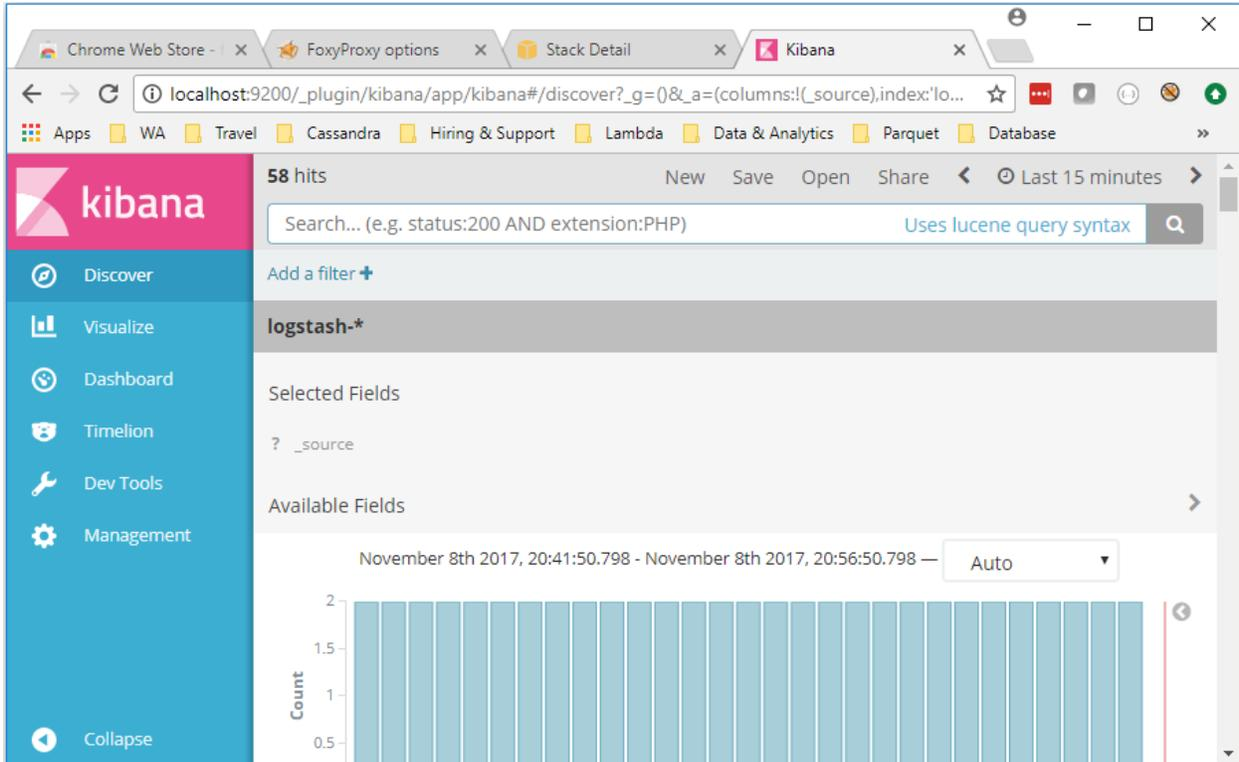 Chrome Web Store -
FoxyProxy options
Stack Detail
Kibana
localhost:9200/_plugin/kibana/app/kibana#/discover?_g=()&_a=(columns:!(_source),index:'lo...
Apps WA Travel Cassandra Hiring & Support Lambda Data & Analytics Parquet Database »
kibana
Discover
Visualize
Dashboard
Timelion
Dev Tools
Management
Collapse
58 hits
New Save Open Share Last 15 minutes
Search... (e.g. status:200 AND extension:PHP) Uses lucene query syntax
Add a filter +
logstash-*
Selected Fields
? _source
Available Fields
November 8th 2017, 20:41:50.798 - November 8th 2017, 20:56:50.798 — Auto
2
1.5
1
0.5
Count